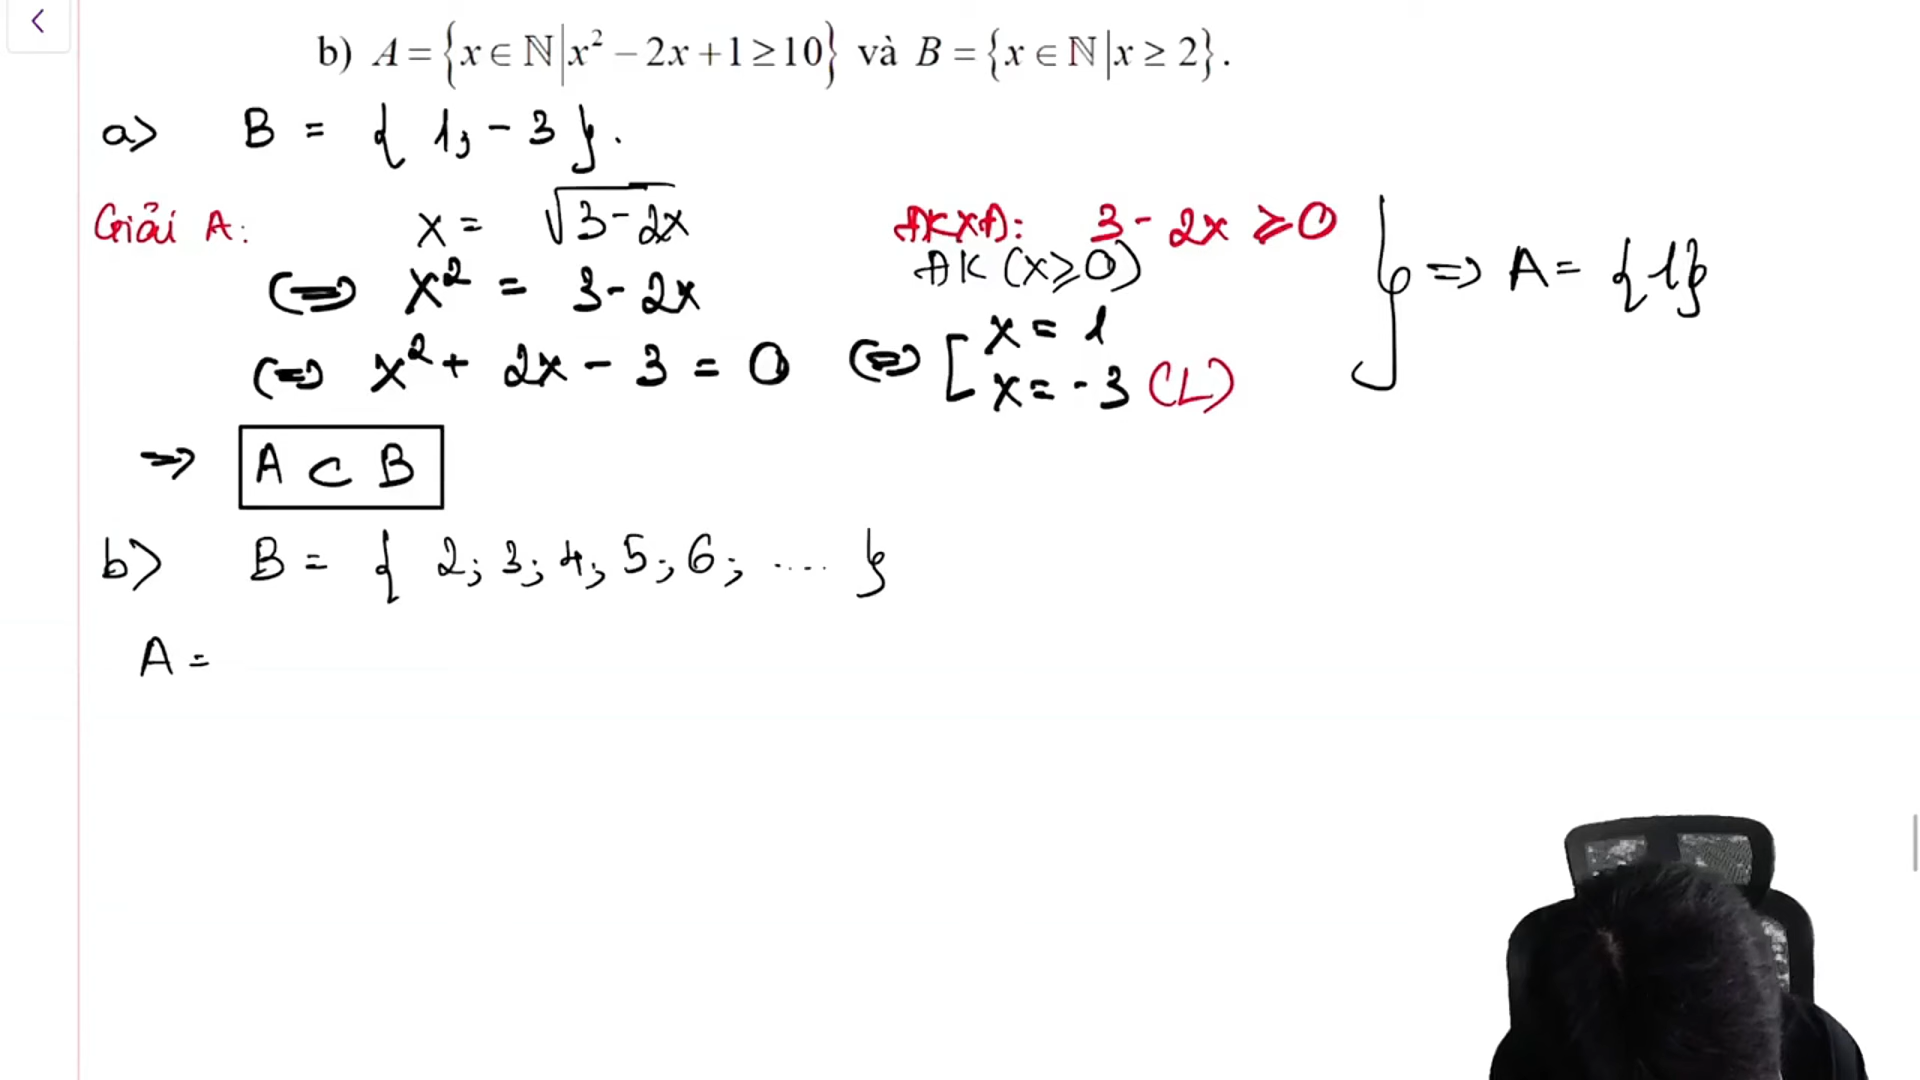 b) A = {x ∈ ℕ | x² − 2x + 1 ≥ 10} và B = {x ∈ ℕ | x ≥ 2}.
a) B = { 1; -3 }.
Giải A: x = √(3 - 2x) ĐKXĐ: 3 - 2x ≥ 0
ĐK (x ≥ 0) } => A = {1}
<=> x² = 3 - 2x
<=> x² + 2x - 3 = 0 <=> [ x = 1
x = -3 (L)
=> A ⊂ B
b) B = { 2; 3; 4; 5; 6; .... }
A =